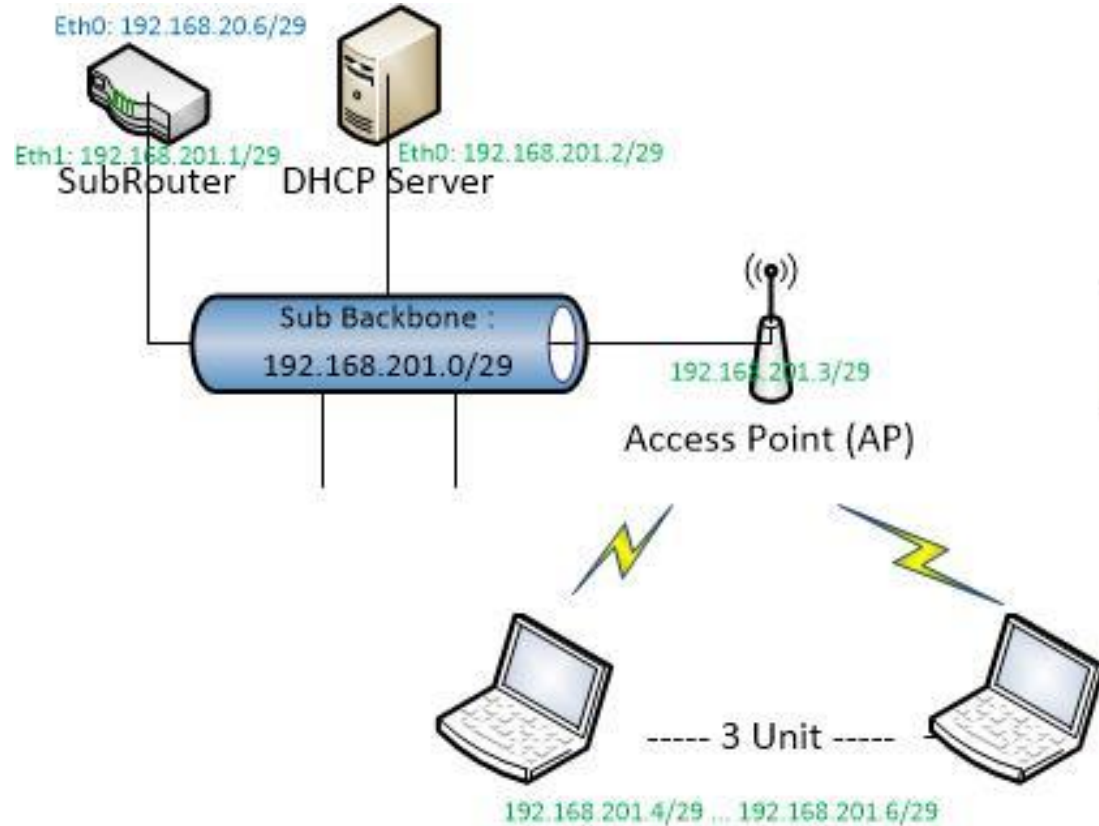 Eth0: 192.168.20.6/29
Eth1: 192.168.201.1/29
SubRouter
Eth0: 192.168.201.2/29
DHCP Server
Sub Backbone :
192.168.201.0/29
192.168.201.3/29
Access Point (AP)
----- 3 Unit -----
192.168.201.4/29 ... 192.168.201.6/29